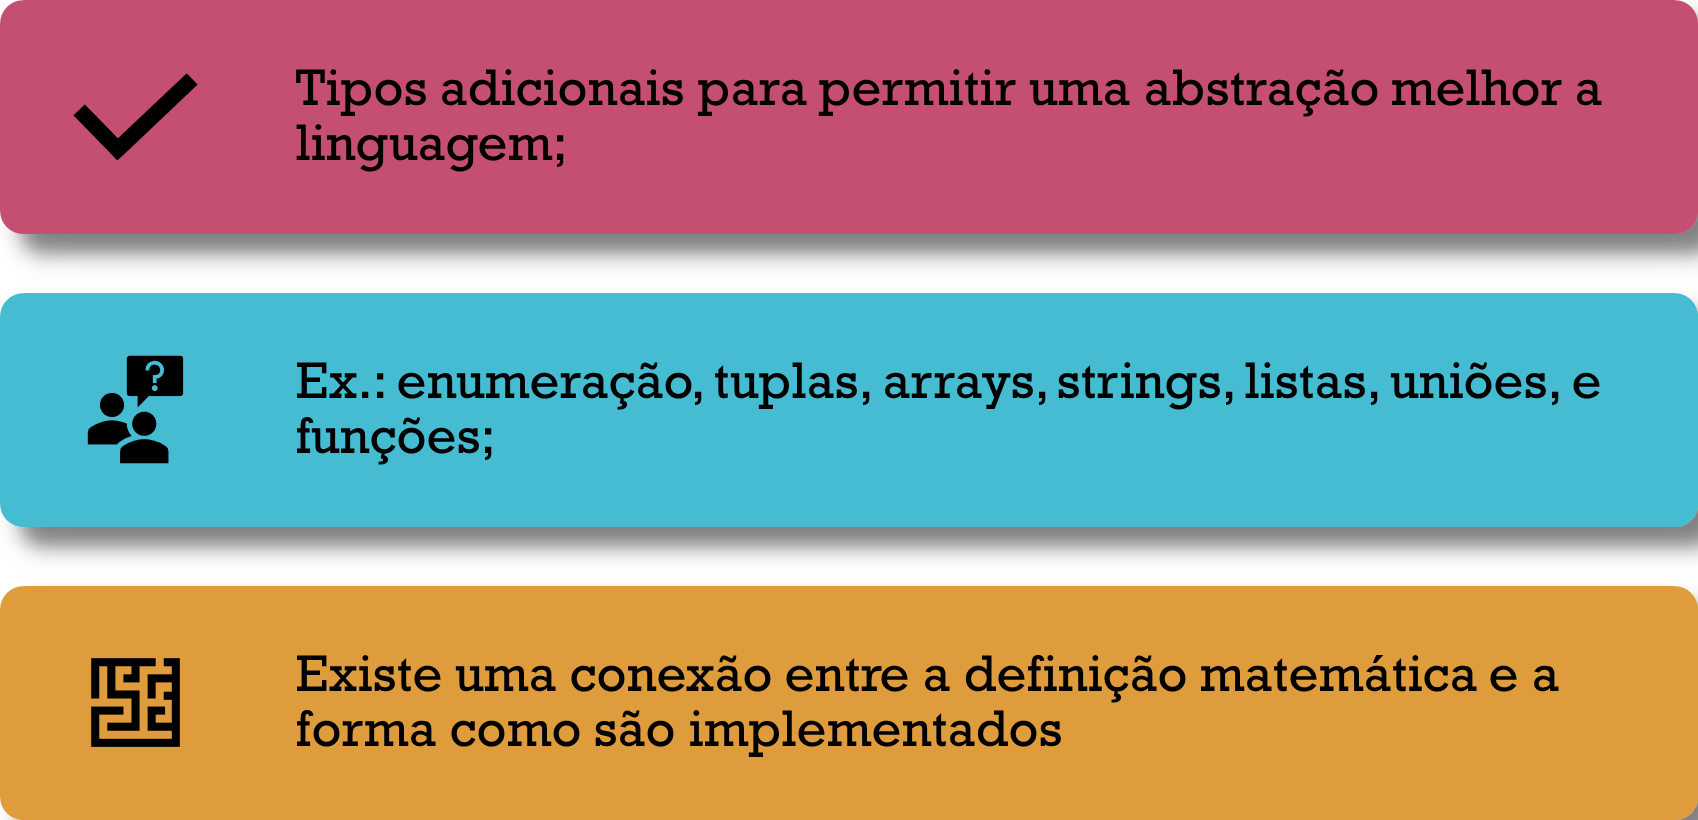 Tipos adicionais para permitir uma abstração melhor a
linguagem;
?
Ex.: enumeração, tuplas, arrays, strings, listas, uniões, e
funções;
Existe uma conexão entre a definição matemática e a
forma como são implementados